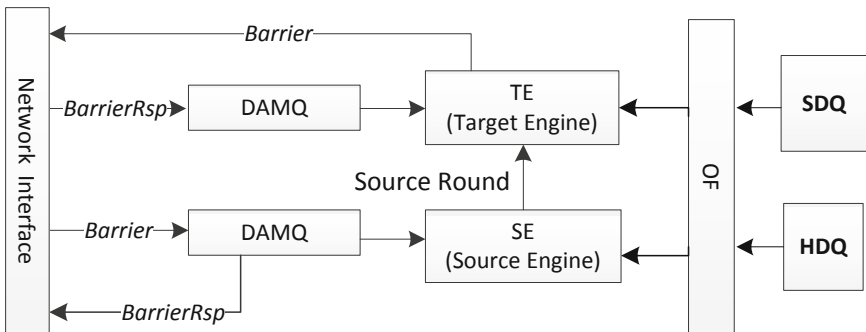 Barrier
Network Interface
BarrierRsp
DAMQ
TE
(Target Engine)
OF
SDQ
Source Round
Barrier
DAMQ
SE
(Source Engine)
HDQ
BarrierRsp